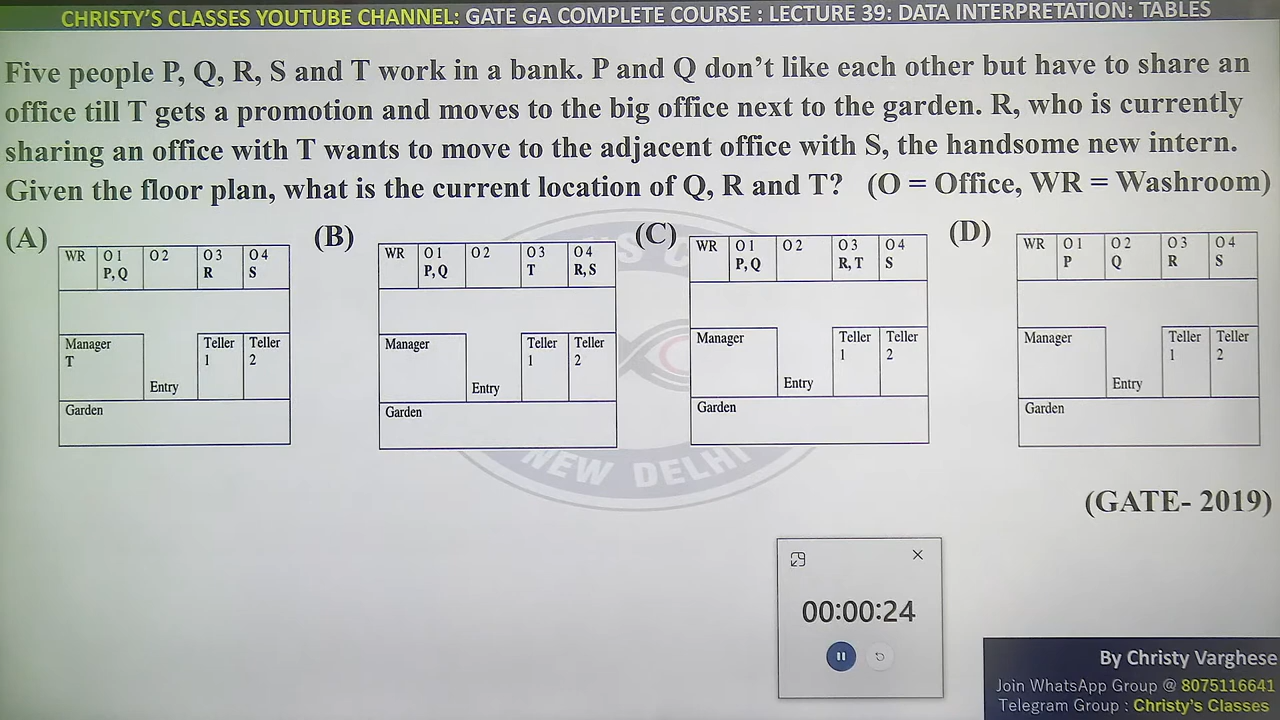 CHRISTY'S CLASSES YOUTUBE CHANNEL: GATE GA COMPLETE COURSE : LECTURE 39: DATA INTERPRETATION: TABLES
Five people P, Q, R, S and T work in a bank. P and Q don't like each other but have to share an
office till T gets a promotion and moves to the big office next to the garden. R, who is currently
sharing an office with T wants to move to the adjacent office with S, the handsome new intern.
Given the floor plan, what is the current location of Q, R and T? (O = Office, WR = Washroom)
(A)
WR O 1 O 2 O 3 O 4
P, Q R S
Manager Teller Teller
T 1 2
Entry
Garden
(B)
WR O 1 O 2 O 3 O 4
P, Q T R, S
Manager Teller Teller
1 2
Entry
Garden
(C)
WR O 1 O 2 O 3 O 4
P, Q R, T S
Manager Teller Teller
1 2
Entry
Garden
(D)
WR O 1 O 2 O 3 O 4
P Q R S
Manager Teller Teller
1 2
Entry
Garden
NEW DELHI
(GATE- 2019)
00:00:24
By Christy Varghese
Join WhatsApp Group @ 8075116641
Telegram Group : Christy's Classes